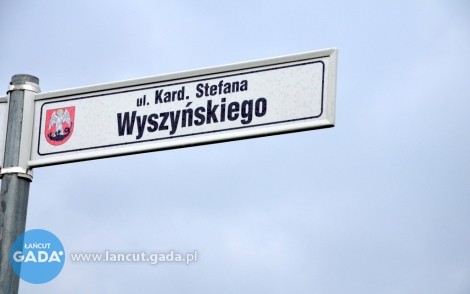 ul. Kard. Stefana
Wyszyńskiego
ŁAŃCUT
GADA
www.lancut.gada.pl